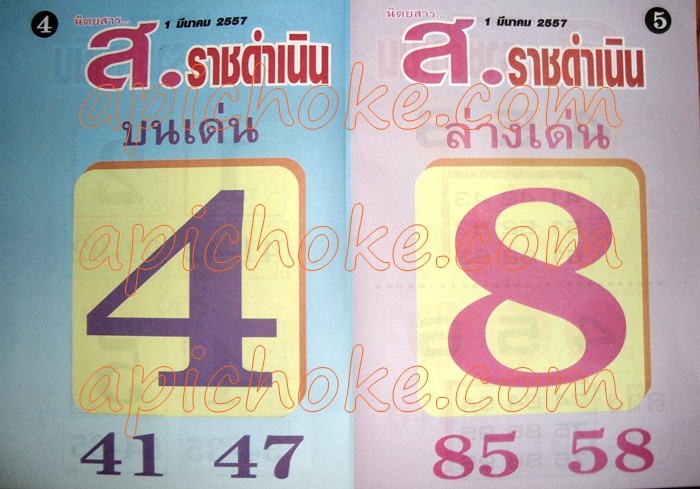 4
นิตยสาร...
1 มีนาคม 2557
ส. ราชดำเนิน
บนเด่น
4
41 47
นิตยสาร...
1 มีนาคม 2557
5
ส. ราชดำเนิน
ล่างเด่น
8
85 58
apichoke.com
apichoke.com
apichoke.com